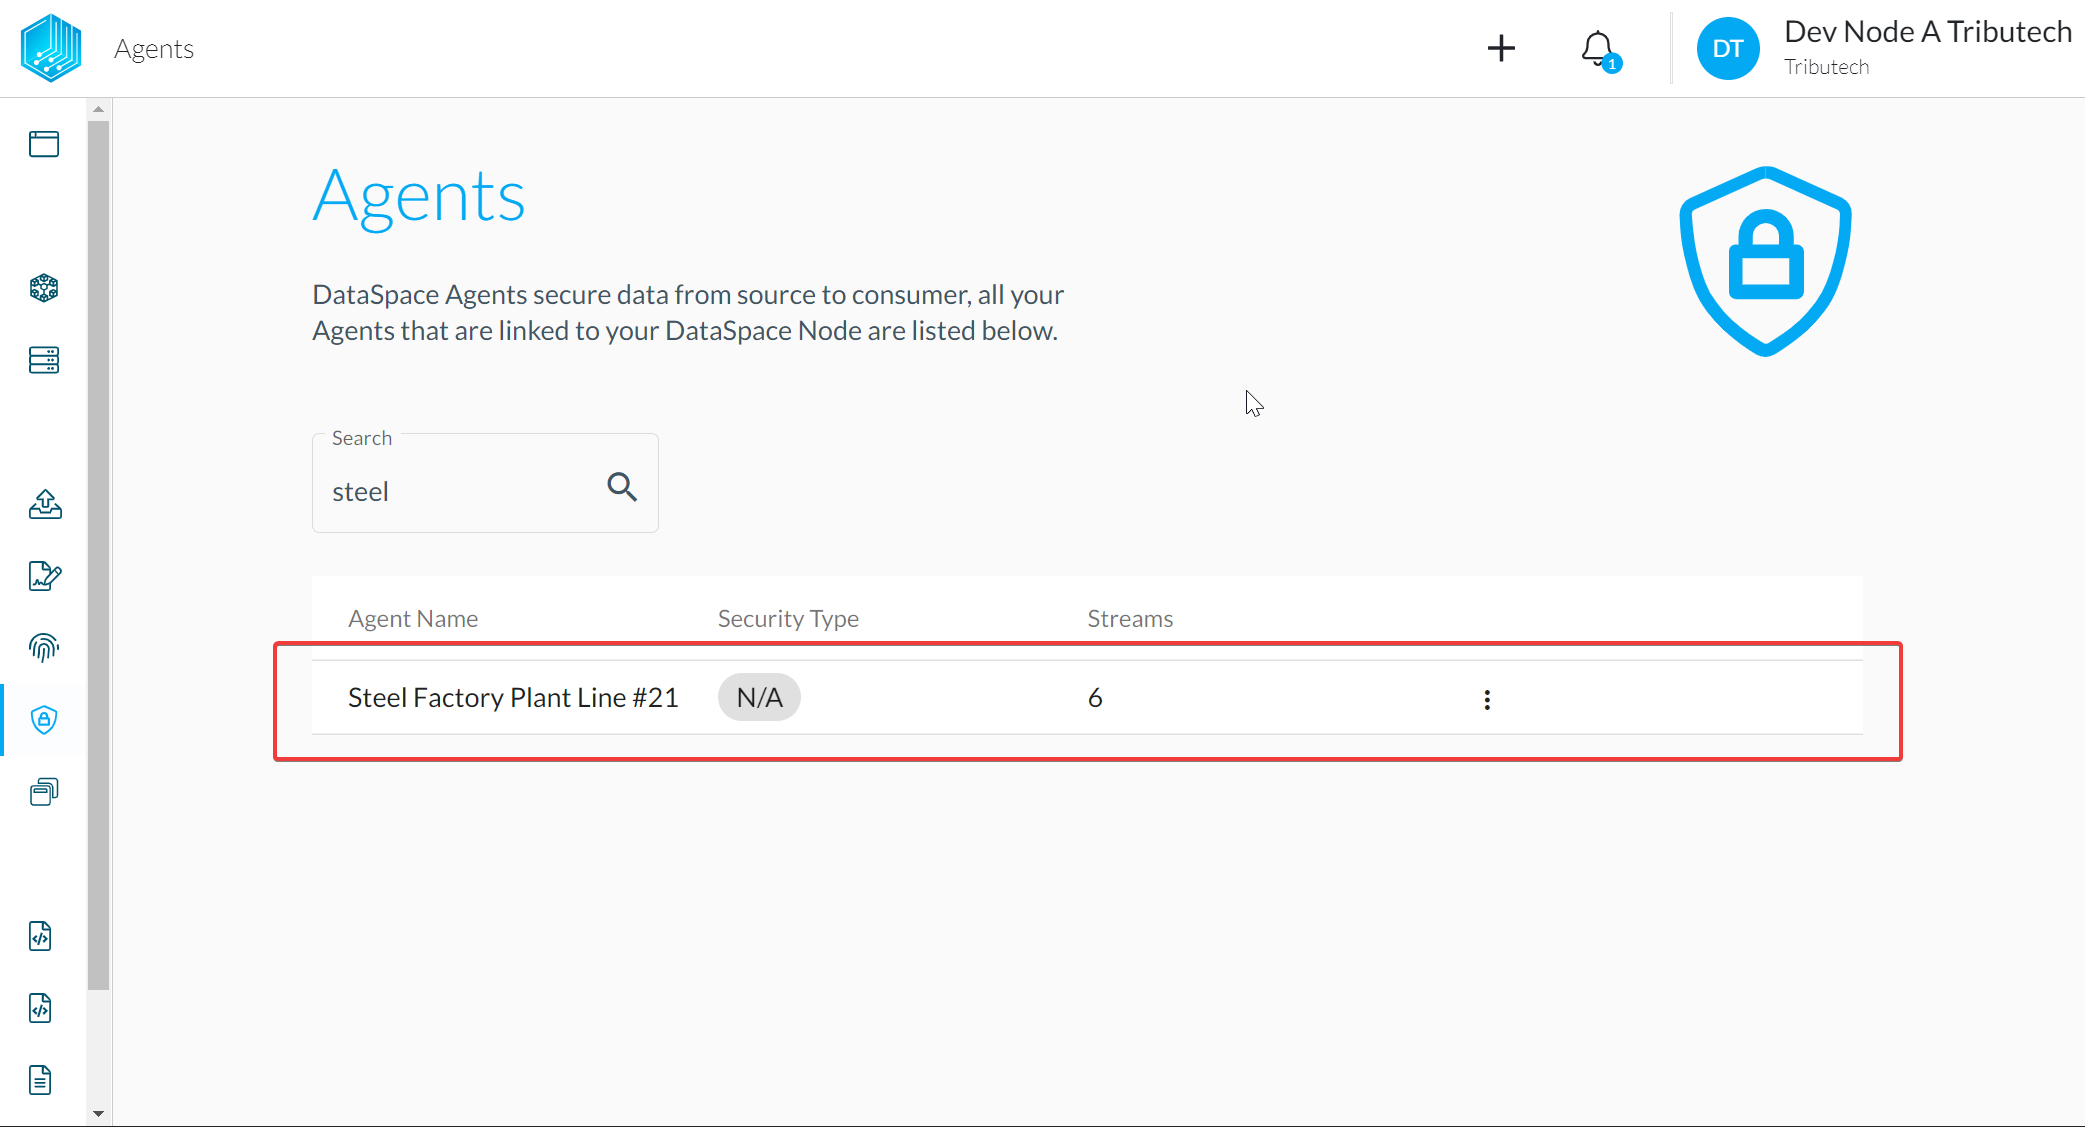 Agents
1
DT
Dev Node A Tributech
Tributech
Agents
DataSpace Agents secure data from source to consumer, all your
Agents that are linked to your DataSpace Node are listed below.
Search
steel
Agent Name Security Type Streams
Steel Factory Plant Line #21 N/A 6